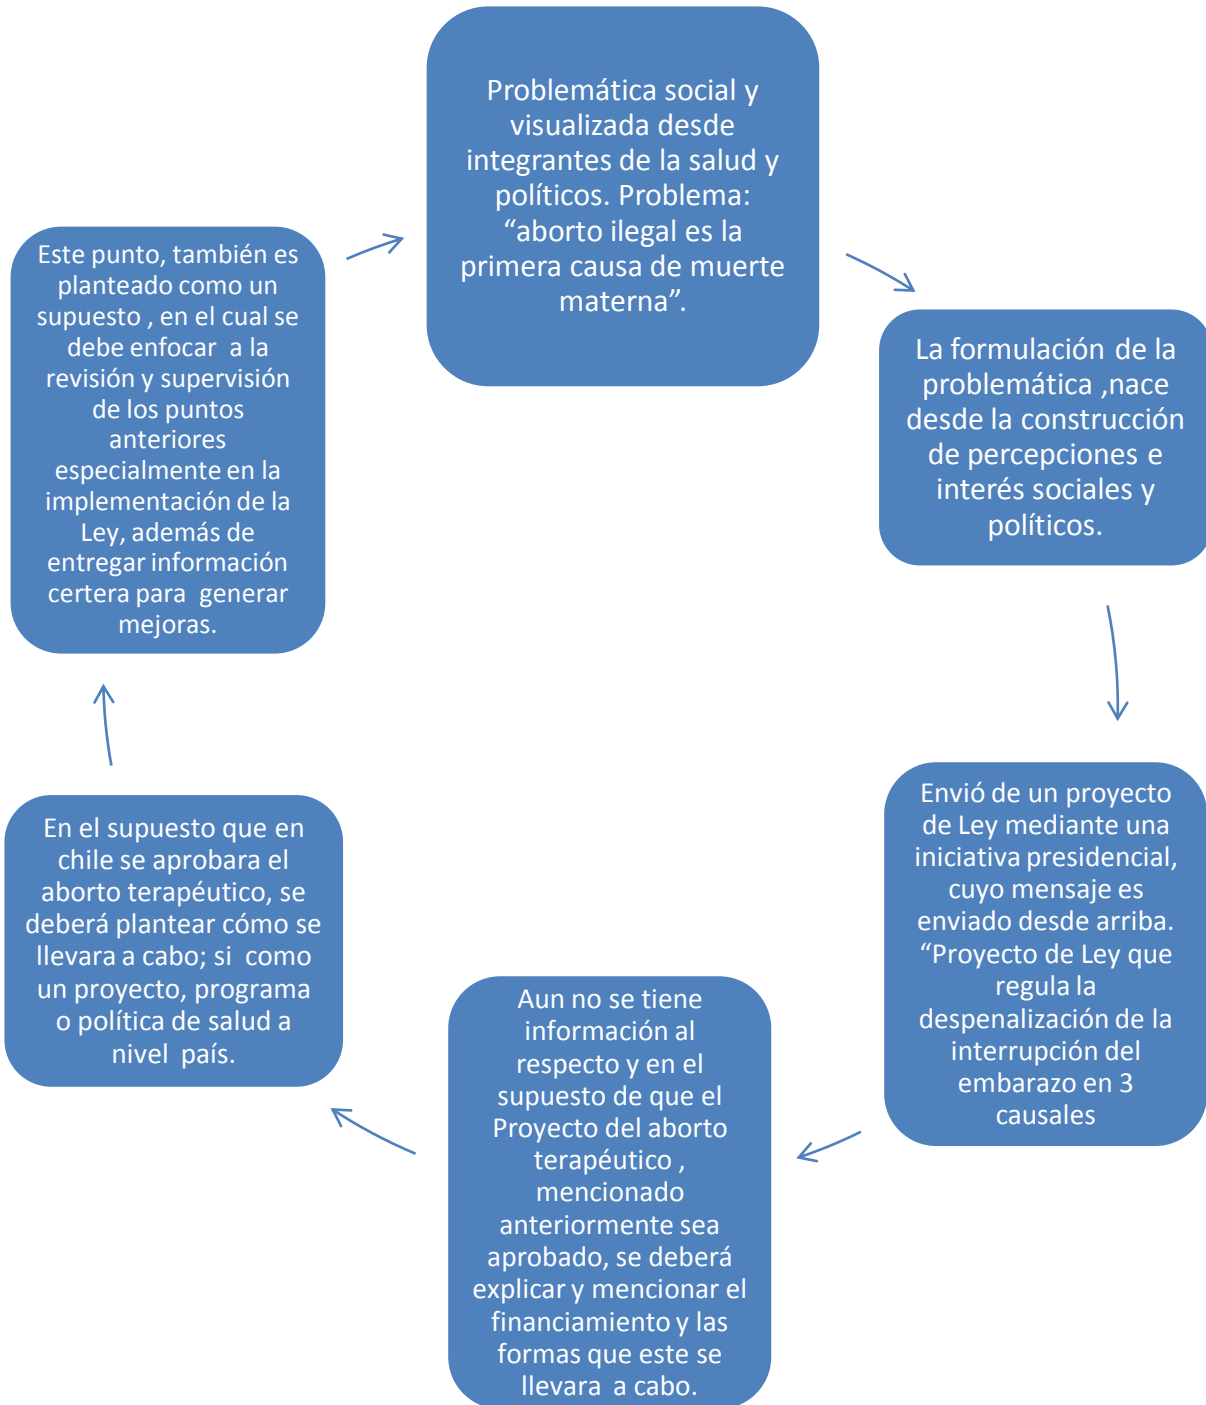 Problemática social y
visualizada desde
integrantes de la salud y
políticos. Problema:
“aborto ilegal es la
primera causa de muerte
materna”.
La formulación de la
problemática ,nace
desde la construcción
de percepciones e
interés sociales y
políticos.
Envió de un proyecto
de Ley mediante una
iniciativa presidencial,
cuyo mensaje es
enviado desde arriba.
“Proyecto de Ley que
regula la
despenalización de la
interrupción del
embarazo en 3
causales
Aun no se tiene
información al
respecto y en el
supuesto de que el
Proyecto del aborto
terapéutico ,
mencionado
anteriormente sea
aprobado, se deberá
explicar y mencionar el
financiamiento y las
formas que este se
llevara a cabo.
En el supuesto que en
chile se aprobara el
aborto terapéutico, se
deberá plantear cómo se
llevara a cabo; si como
un proyecto, programa
o política de salud a
nivel país.
Este punto, también es
planteado como un
supuesto , en el cual se
debe enfocar a la
revisión y supervisión
de los puntos
anteriores
especialmente en la
implementación de la
Ley, además de
entregar información
certera para generar
mejoras.